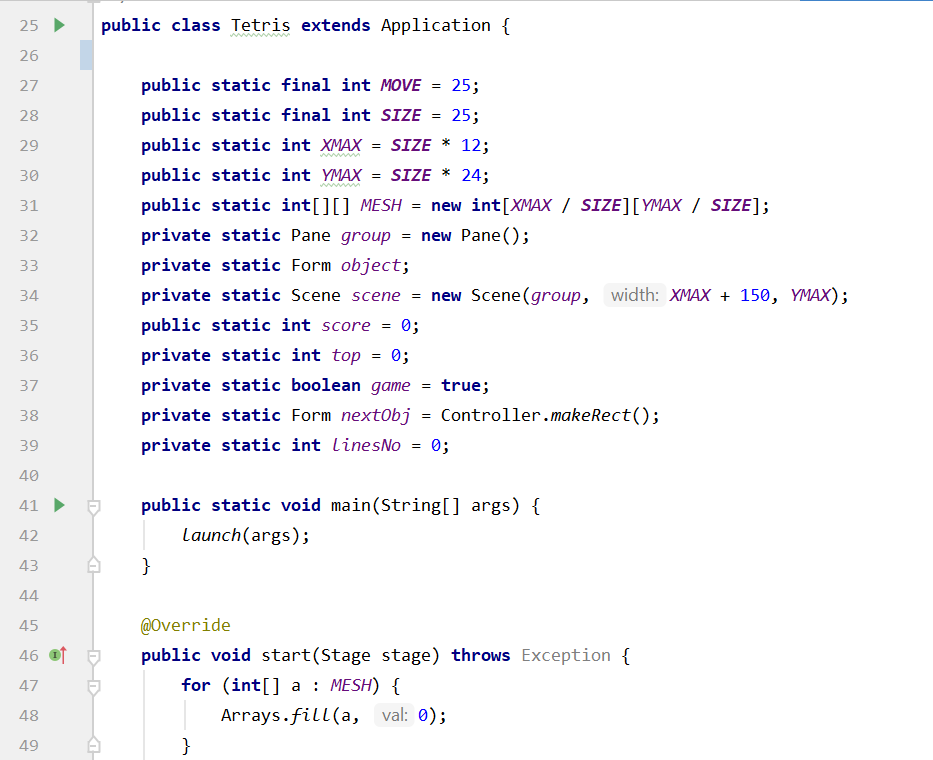 25 public class Tetris extends Application {
26
27 public static final int MOVE = 25;
28 public static final int SIZE = 25;
29 public static int XMAX = SIZE * 12;
30 public static int YMAX = SIZE * 24;
31 public static int[][] MESH = new int[XMAX / SIZE][YMAX / SIZE];
32 private static Pane group = new Pane();
33 private static Form object;
34 private static Scene scene = new Scene(group, width: XMAX + 150, YMAX);
35 public static int score = 0;
36 private static int top = 0;
37 private static boolean game = true;
38 private static Form nextObj = Controller.makeRect();
39 private static int linesNo = 0;
40
41 public static void main(String[] args) {
42 launch(args);
43 }
44
45 @Override
46 public void start(Stage stage) throws Exception {
47 for (int[] a : MESH) {
48 Arrays.fill(a, val: 0);
49 }